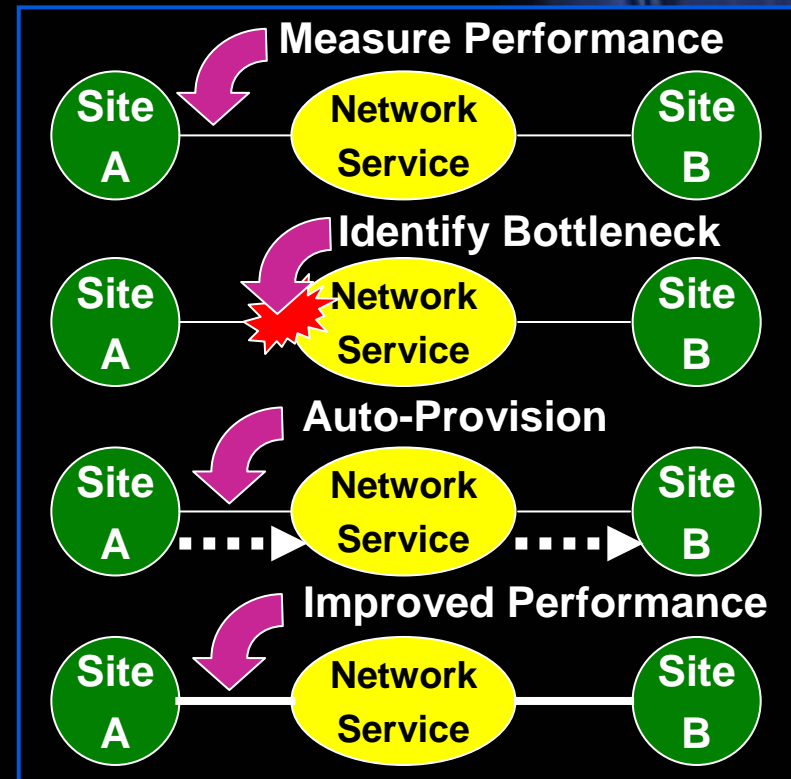 Measure Performance
Site
A
Network
Service
Site
B
Identify Bottleneck
Site
A
Network
Service
Site
B
Auto-Provision
Site
A
Network
Service
Site
B
Improved Performance
Site
A
Network
Service
Site
B